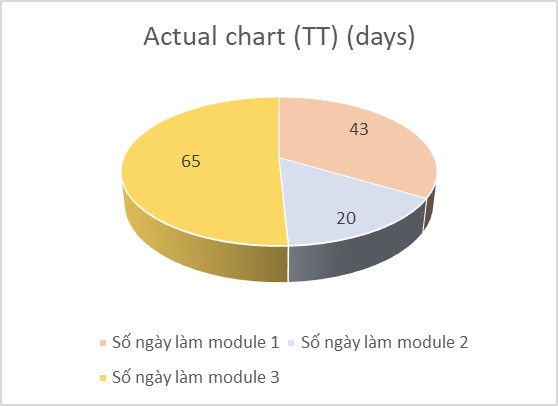 Actual chart (TT) (days)
43
65
20
Số ngày làm module 1 Số ngày làm module 2
Số ngày làm module 3